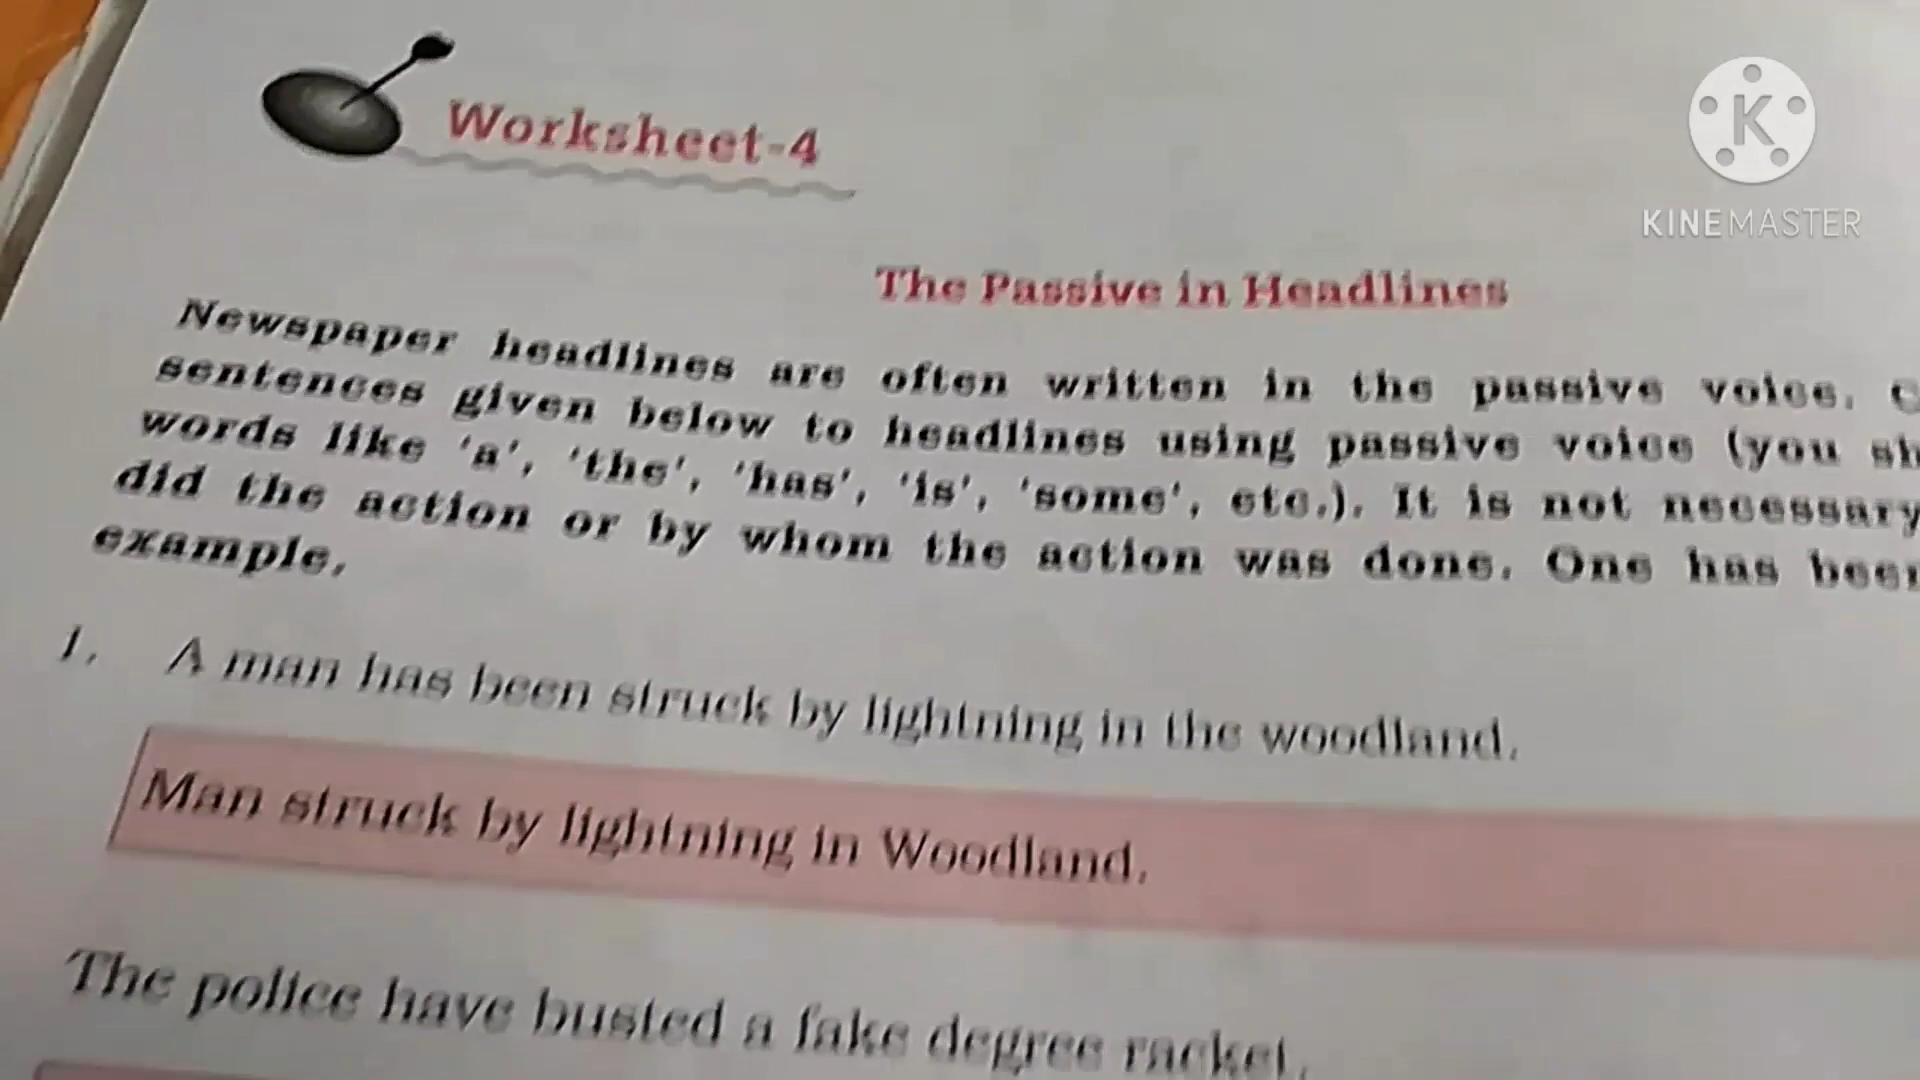 Worksheet-4
K
KINEMASTER
The Passive in Headlines
Newspaper headlines are often written in the passive voice.
sentences given below to headlines using passive voice (you
words like 'a', 'the', 'has', 'is', 'some', etc.). It is not necessary
did the action or by whom the action was done. One has
example.
1. A man has been struck by lightning in the woodland.
Man struck by lightning in Woodland.
The police have busted a fake degree racket.